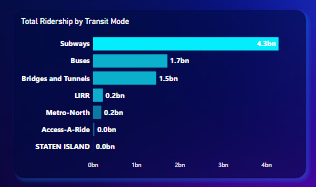 Total Ridership by Transit Mode
Subways 4.3bn
Buses 1.7bn
Bridges and Tunnels 1.5bn
LIRR 0.2bn
Metro-North 0.2bn
Access-A-Ride 0.0bn
STATEN ISLAND 0.0bn
0bn 1bn 2bn 3bn 4bn